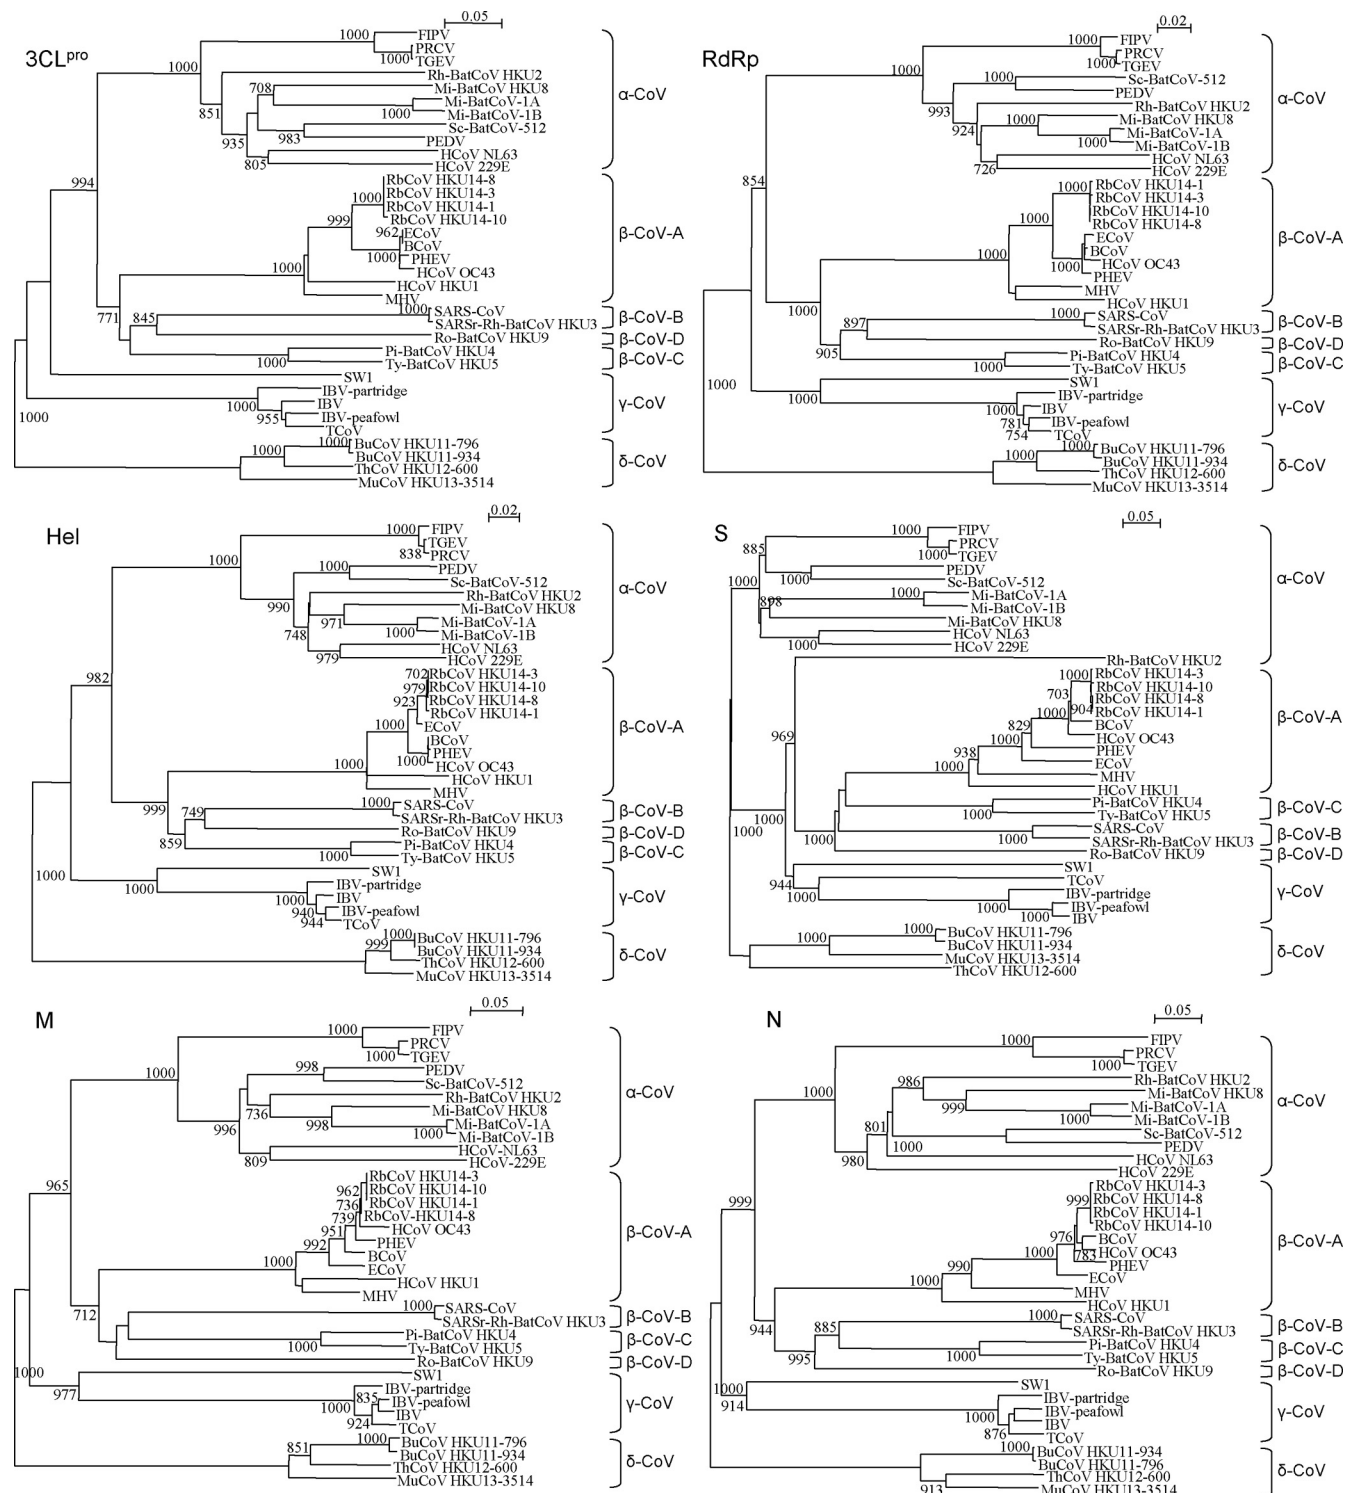 0.05
3CLpro
1000
FIPV
PRCV
1000
TGEV
1000
Rh-BatCoV HKU2
708
Mi-BatCoV HKU8
851
Mi-BatCoV-1A
1000
Mi-BatCoV-1B
935
983
Sc-BatCoV-512
PEDV
HCoV NL63
805
HCoV 229E
α-CoV
994
RbCoV HKU14-8
RbCoV HKU14-3
1000
RbCoV HKU14-1
999
RbCoV HKU14-10
962
ECoV
BCoV
1000
PHEV
1000
HCoV OC43
HCoV HKU1
MHV
β-CoV-A
771
845
1000
SARS-CoV
SARSr-Rh-BatCoV HKU3
β-CoV-B
Ro-BatCoV HKU9
β-CoV-D
Pi-BatCoV HKU4
1000
Ty-BatCoV HKU5
β-CoV-C
SW1
IBV-partridge
1000
IBV
955
IBV-peafowl
TCoV
γ-CoV
1000
1000
BuCoV HKU11-796
1000
BuCoV HKU11-934
ThCoV HKU12-600
MuCoV HKU13-3514
δ-CoV
0.02
RdRp
1000
FIPV
PRCV
1000
TGEV
1000
1000
Sc-BatCoV-512
PEDV
993
Rh-BatCoV HKU2
924
1000
Mi-BatCoV HKU8
Mi-BatCoV-1A
1000
Mi-BatCoV-1B
HCoV NL63
726
HCoV 229E
α-CoV
854
1000
RbCoV HKU14-1
RbCoV HKU14-3
RbCoV HKU14-10
1000
RbCoV HKU14-8
ECoV
BCoV
1000
1000
HCoV OC43
PHEV
MHV
HCoV HKU1
β-CoV-A
1000
897
1000
SARS-CoV
SARSr-Rh-BatCoV HKU3
β-CoV-B
Ro-BatCoV HKU9
β-CoV-D
905
Pi-BatCoV HKU4
1000
Ty-BatCoV HKU5
β-CoV-C
1000
SW1
1000
IBV-partridge
1000
IBV
781
IBV-peafowl
754
TCoV
γ-CoV
1000
BuCoV HKU11-796
1000
BuCoV HKU11-934
ThCoV HKU12-600
MuCoV HKU13-3514
δ-CoV
0.02
Hel
1000
FIPV
TGEV
838
PRCV
1000
1000
PEDV
Sc-BatCoV-512
990
Rh-BatCoV HKU2
971
Mi-BatCoV HKU8
Mi-BatCoV-1A
748
1000
Mi-BatCoV-1B
HCoV NL63
979
HCoV 229E
α-CoV
982
702
RbCoV HKU14-3
979
RbCoV HKU14-10
923
RbCoV HKU14-8
RbCoV HKU14-1
1000
ECoV
BCoV
PHEV
1000
1000
HCoV OC43
HCoV HKU1
MHV
β-CoV-A
999
749
1000
SARS-CoV
SARSr-Rh-BatCoV HKU3
β-CoV-B
Ro-BatCoV HKU9
β-CoV-D
859
Pi-BatCoV HKU4
1000
Ty-BatCoV HKU5
β-CoV-C
1000
SW1
1000
IBV-partridge
1000
IBV
940
IBV-peafowl
944
TCoV
γ-CoV
1000
BuCoV HKU11-796
999
BuCoV HKU11-934
ThCoV HKU12-600
MuCoV HKU13-3514
δ-CoV
0.05
S
1000
FIPV
885
PRCV
1000
TGEV
PEDV
1000
1000
Sc-BatCoV-512
1000
Mi-BatCoV-1A
898
Mi-BatCoV-1B
Mi-BatCoV HKU8
HCoV NL63
1000
HCoV 229E
α-CoV
Rh-BatCoV HKU2
1000
RbCoV HKU14-3
RbCoV HKU14-10
703
RbCoV HKU14-8
904
RbCoV HKU14-1
1000
BCoV
829
HCoV OC43
1000
PHEV
938
ECoV
1000
MHV
HCoV HKU1
β-CoV-A
969
Pi-BatCoV HKU4
1000
Ty-BatCoV HKU5
β-CoV-C
1000
1000
1000
SARS-CoV
1000
SARSr-Rh-BatCoV HKU3
β-CoV-B
Ro-BatCoV HKU9
β-CoV-D
SW1
944
TCoV
1000
IBV-partridge
1000
IBV-peafowl
1000
IBV
γ-CoV
1000
BuCoV HKU11-796
1000
BuCoV HKU11-934
MuCoV HKU13-3514
ThCoV HKU12-600
δ-CoV
0.05
M
1000
FIPV
PRCV
1000
TGEV
1000
998
PEDV
Sc-BatCoV-512
Rh-BatCoV HKU2
736
Mi-BatCoV HKU8
998
Mi-BatCoV-1A
996
1000
Mi-BatCoV-1B
HCoV-NL63
809
HCoV-229E
α-CoV
965
RbCoV HKU14-3
962
RbCoV HKU14-10
736
RbCoV HKU14-1
739
RbCoV-HKU14-8
951
HCoV OC43
992
PHEV
BCoV
1000
ECoV
HCoV HKU1
MHV
β-CoV-A
712
1000
SARS-CoV
SARSr-Rh-BatCoV HKU3
β-CoV-B
Pi-BatCoV HKU4
1000
Ty-BatCoV HKU5
β-CoV-C
Ro-BatCoV HKU9
β-CoV-D
1000
SW1
977
IBV-partridge
835
IBV-peafowl
1000
IBV
924
TCoV
γ-CoV
1000
BuCoV HKU11-796
851
BuCoV HKU11-934
ThCoV HKU12-600
MuCoV HKU13-3514
δ-CoV
0.05
N
1000
FIPV
PRCV
1000
TGEV
1000
986
Rh-BatCoV HKU2
Mi-BatCoV HKU8
999
Mi-BatCoV-1A
1000
Mi-BatCoV-1B
801
Sc-BatCoV-512
1000
PEDV
980
HCoV NL63
HCoV 229E
α-CoV
999
RbCoV HKU14-3
999
RbCoV HKU14-8
RbCoV HKU14-1
RbCoV HKU14-10
976
BCoV
1000
783
HCoV OC43
990
PHEV
1000
ECoV
MHV
HCoV HKU1
β-CoV-A
944
885
1000
SARS-CoV
SARSr-Rh-BatCoV HKU3
β-CoV-B
995
Pi-BatCoV HKU4
1000
Ty-BatCoV HKU5
β-CoV-C
Ro-BatCoV HKU9
β-CoV-D
1000
SW1
914
IBV-partridge
1000
IBV-peafowl
IBV
876
TCoV
γ-CoV
1000
BuCoV HKU11-934
BuCoV HKU11-796
ThCoV HKU12-600
913
MuCoV HKU13-3514
δ-CoV